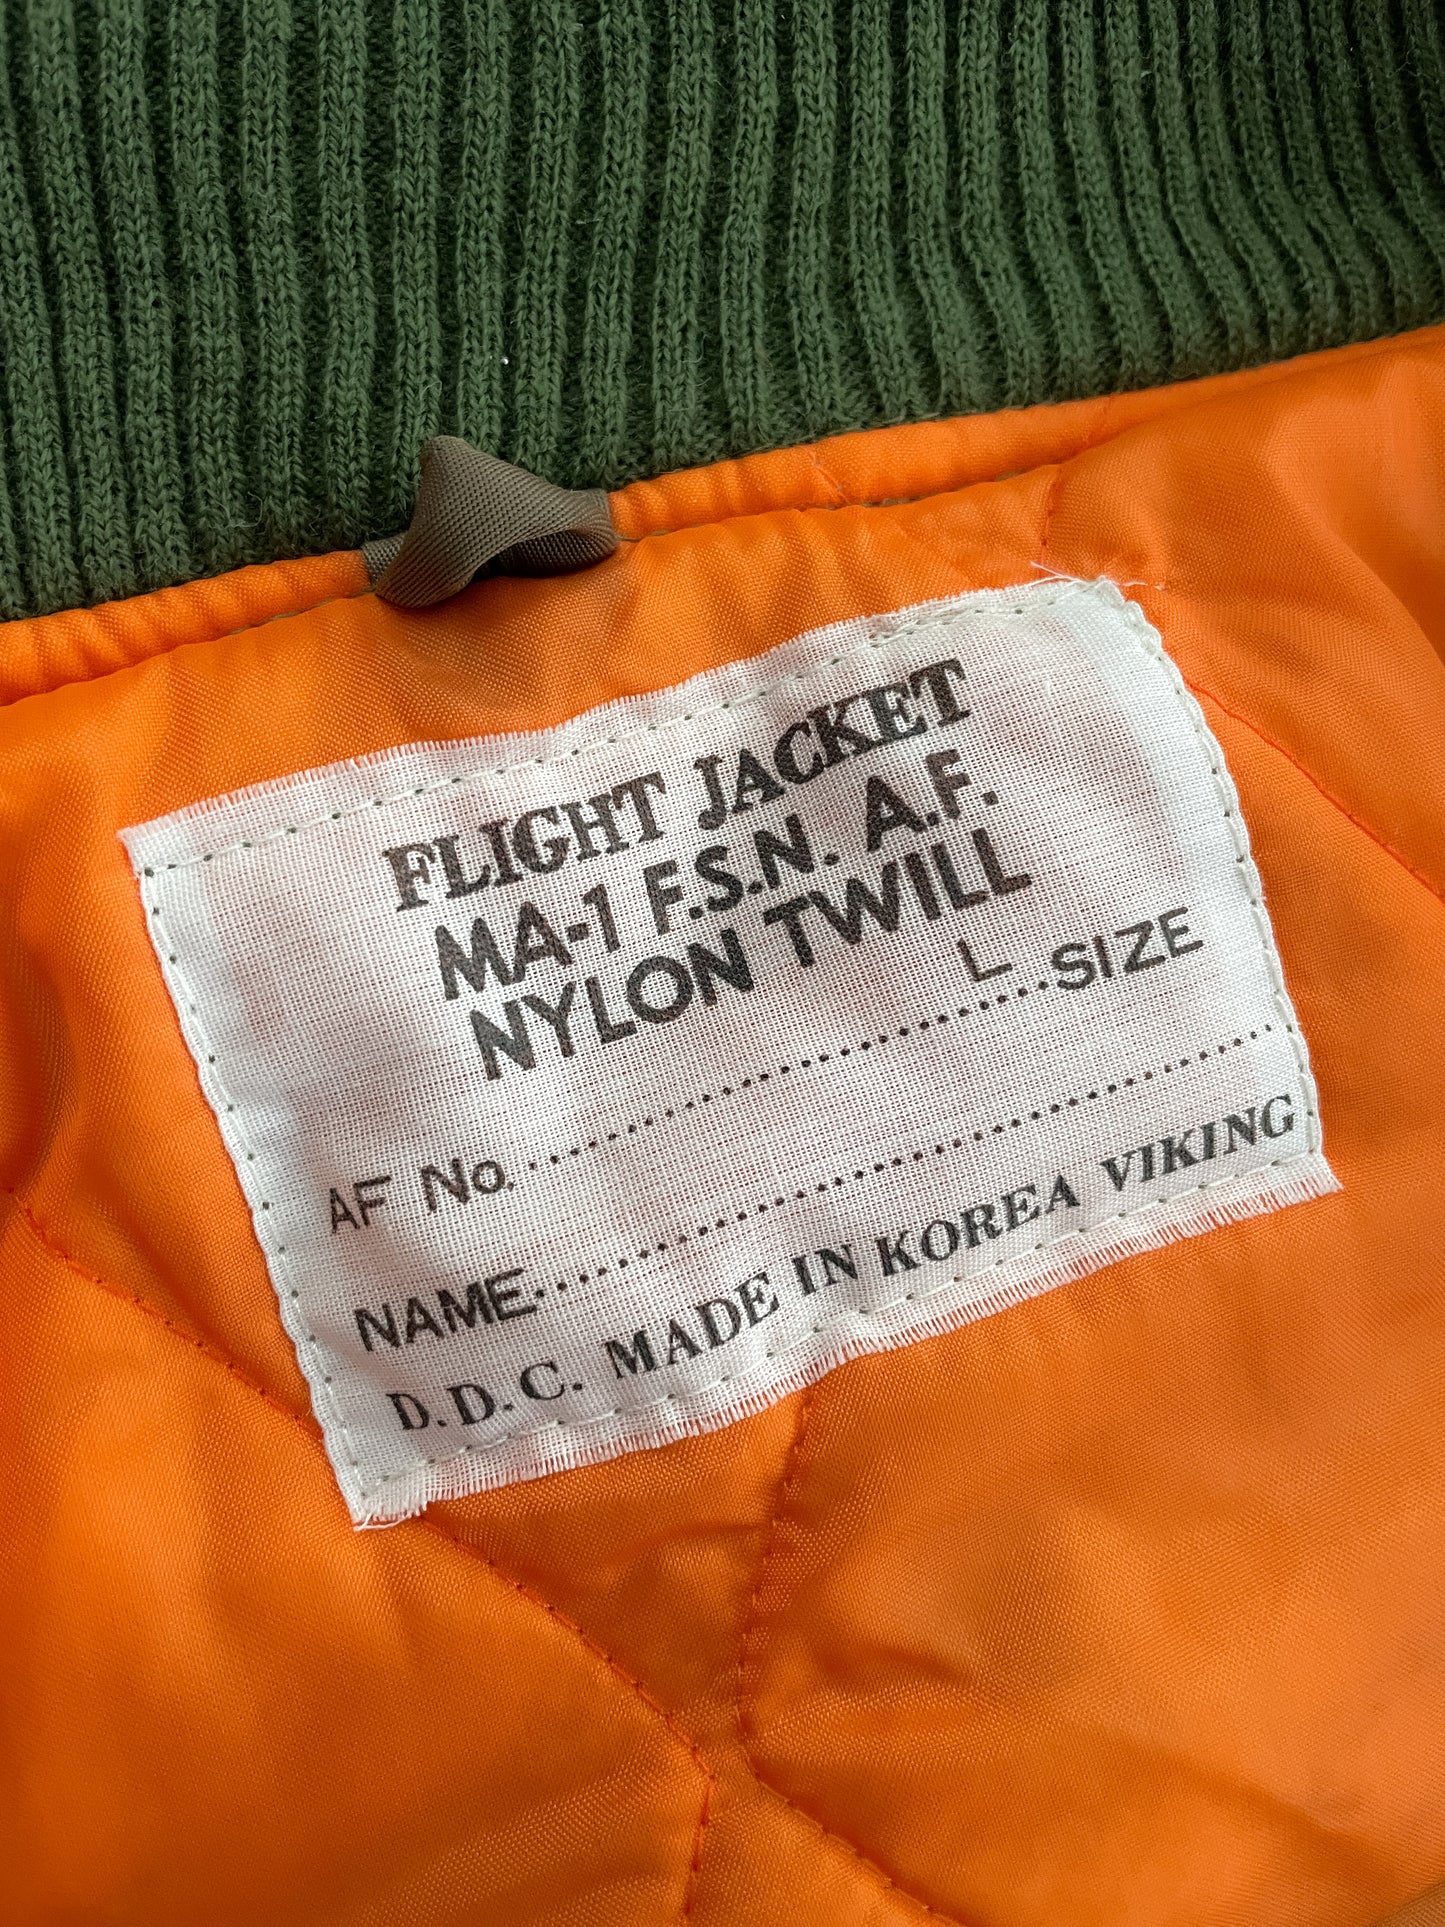 FLIGHT JACKET
MA-1 F.S.N. A.F.
NYLON TWILL
L SIZE
AF No.
NAME
D.D.C. MADE IN KOREA VIKING